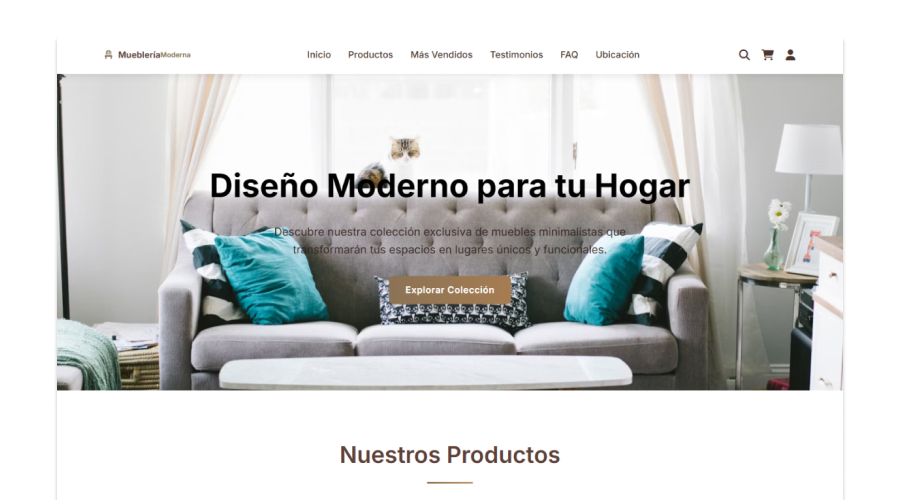 MuebleríaModerna
Inicio Productos Más Vendidos Testimonios FAQ Ubicación
Diseño Moderno para tu Hogar
Descubre nuestra colección exclusiva de muebles minimalistas que
transformarán tus espacios en lugares únicos y funcionales.
Explorar Colección
Nuestros Productos